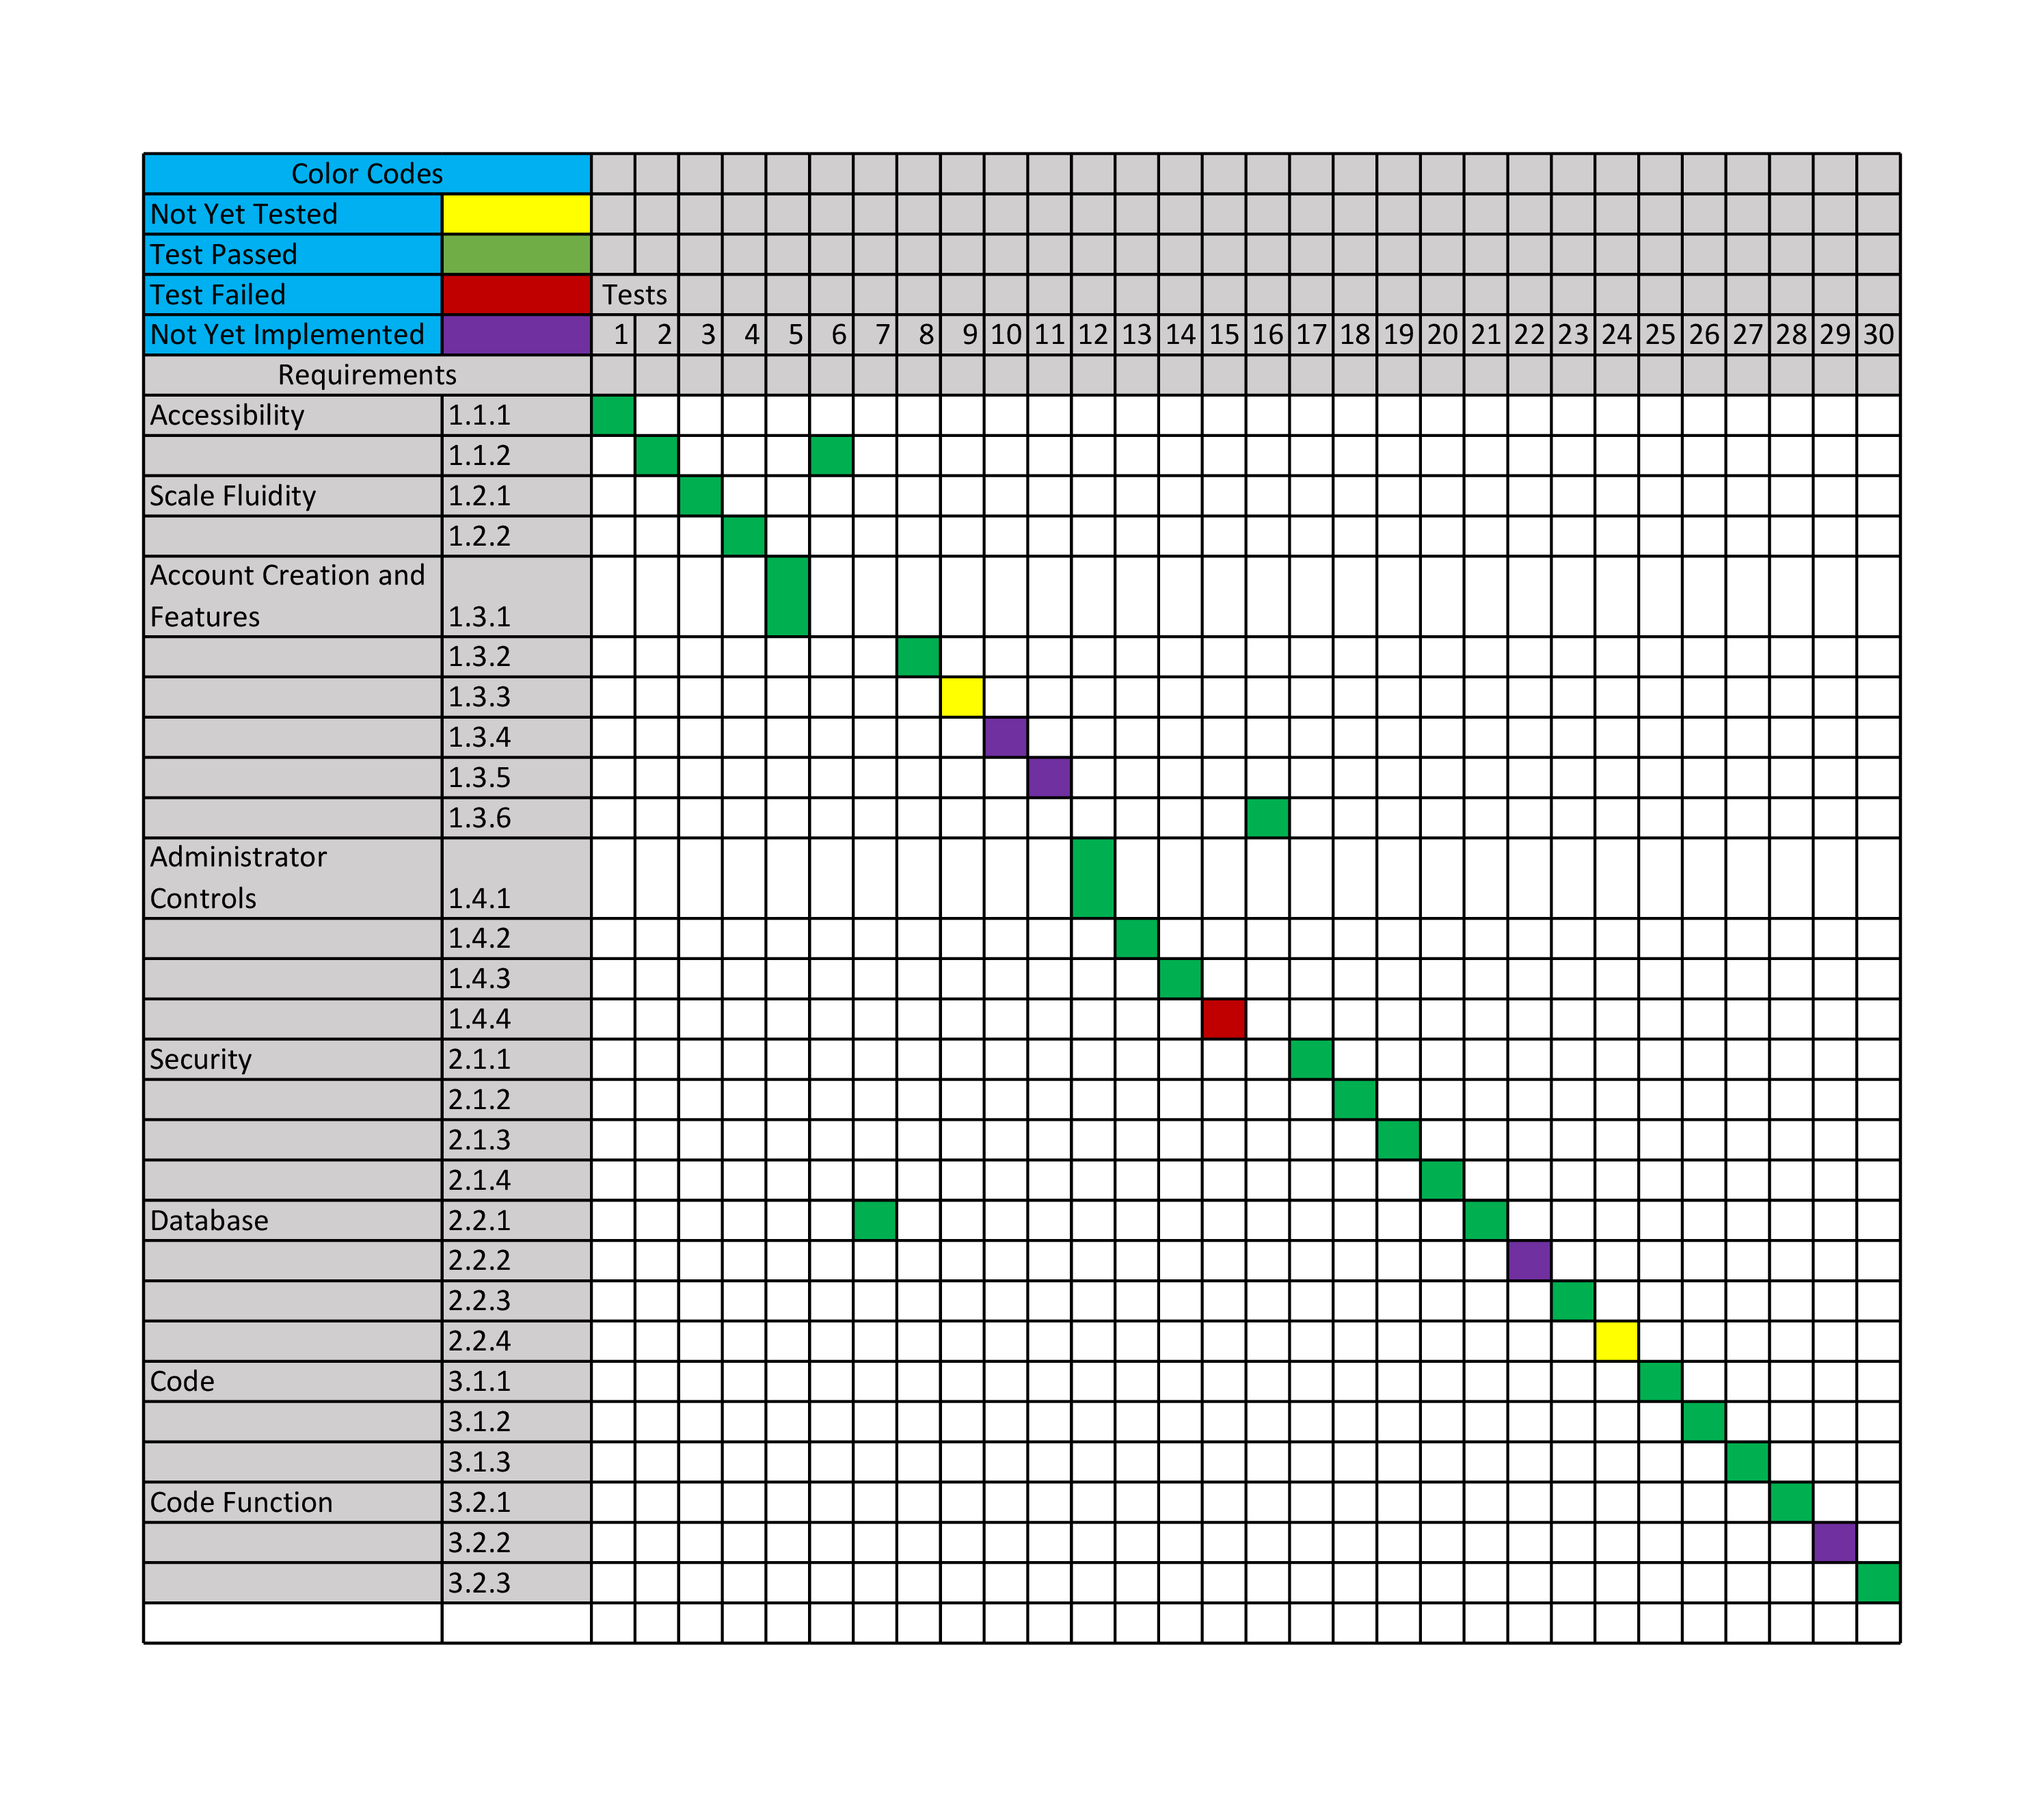 Color Codes
Not Yet Tested
Test Passed
Test Failed Tests
Not Yet Implemented 1 2 3 4 5 6 7 8 9 10 11 12 13 14 15 16 17 18 19 20 21 22 23 24 25 26 27 28 29 30
Requirements
Accessibility 1.1.1
1.1.2
Scale Fluidity 1.2.1
1.2.2
Account Creation and
Features 1.3.1
1.3.2
1.3.3
1.3.4
1.3.5
1.3.6
Administrator
Controls 1.4.1
1.4.2
1.4.3
1.4.4
Security 2.1.1
2.1.2
2.1.3
2.1.4
Database 2.2.1
2.2.2
2.2.3
2.2.4
Code 3.1.1
3.1.2
3.1.3
Code Function 3.2.1
3.2.2
3.2.3